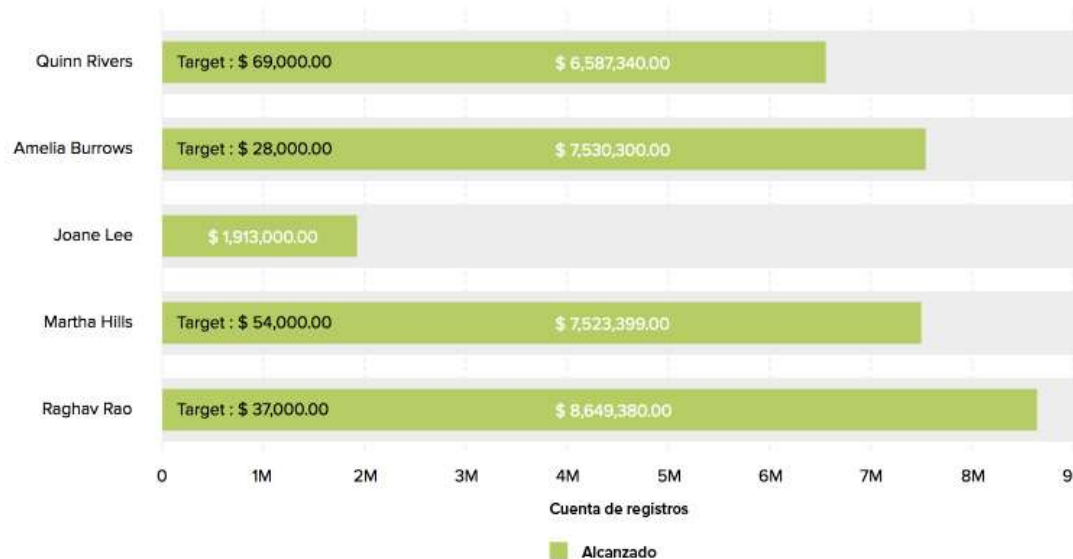 Quinn Rivers Target : $ 69,000.00 $ 6,587,340.00
Amelia Burrows Target : $ 28,000.00 $ 7,530,300.00
Joane Lee $ 1,913,000.00
Martha Hills Target : $ 54,000.00 $ 7,523,399.00
Raghav Rao Target : $ 37,000.00 $ 8,649,380.00
0 1M 2M 3M 4M 5M 6M 7M 8M 9
Cuenta de registros
Alcanzado